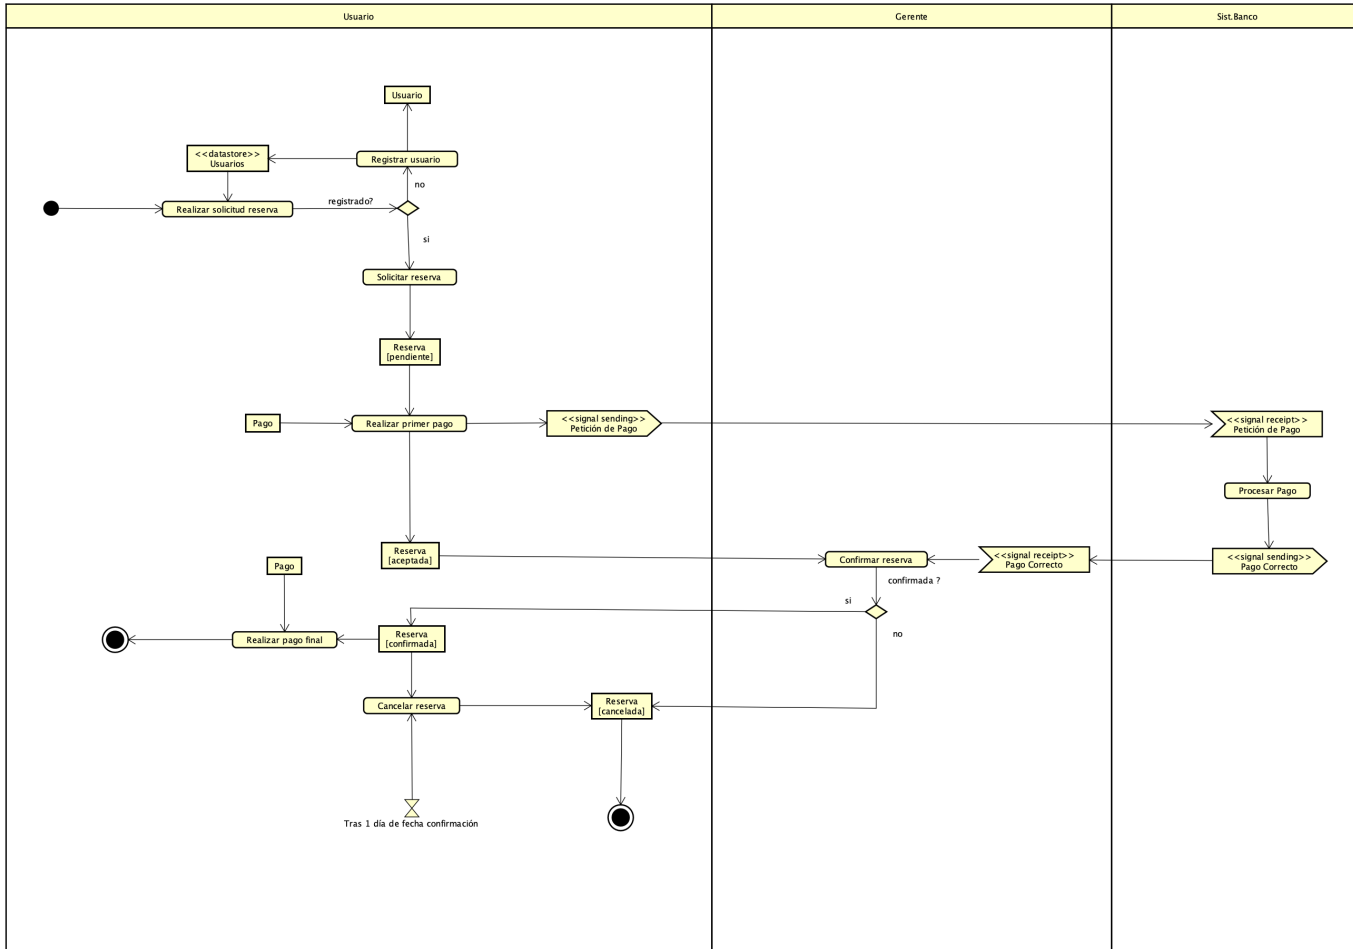 Usuario
Gerente
Sist.Banco
Usuario
<<datastore>>
Usuarios
Registrar usuario
no
registrado?
Realizar solicitud reserva
si
Solicitar reserva
Reserva
[pendiente]
Pago
Realizar primer pago
<<signal sending>>
Petición de Pago
<<signal receipt>>
Petición de Pago
Procesar Pago
Reserva
[aceptada]
Confirmar reserva
<<signal receipt>>
Pago Correcto
<<signal sending>>
Pago Correcto
Pago
confirmada ?
si
no
Realizar pago final
Reserva
[confirmada]
Cancelar reserva
Reserva
[cancelada]
Tras 1 día de fecha confirmación